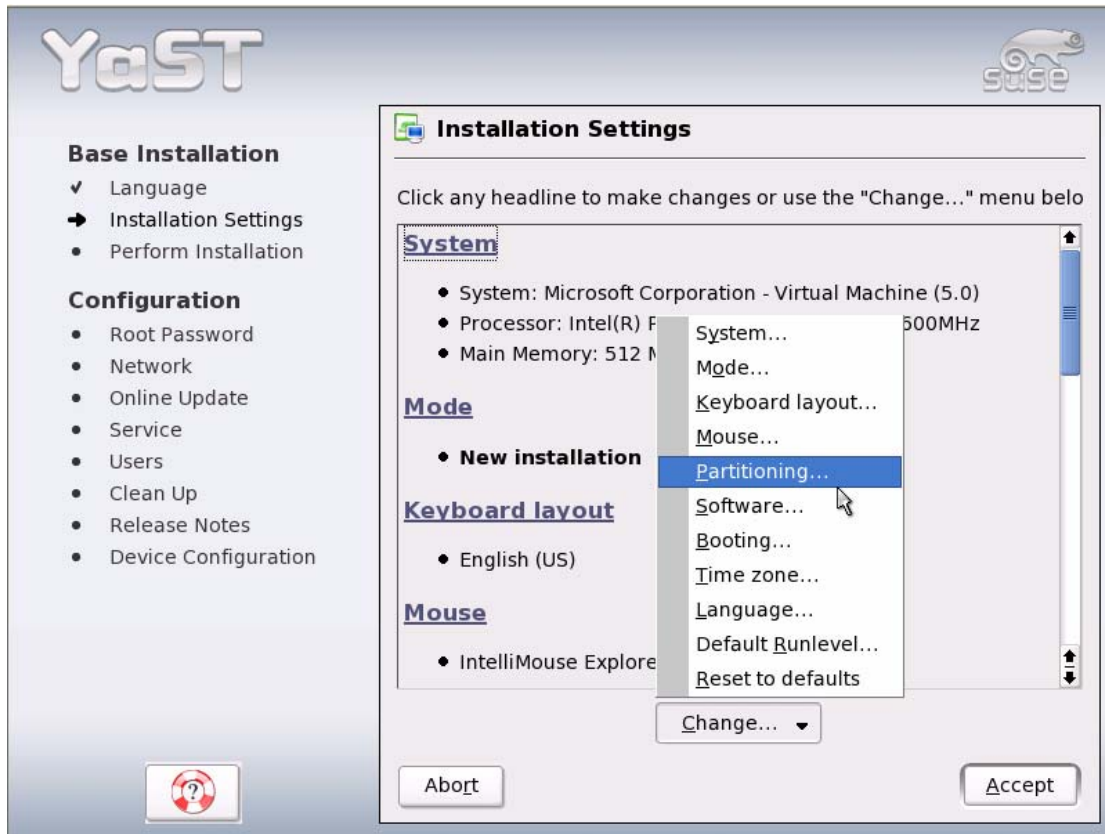 YaST
SUSE
Base Installation
Language
Installation Settings
Perform Installation
Configuration
Root Password
Network
Online Update
Service
Users
Clean Up
Release Notes
Device Configuration
Installation Settings
Click any headline to make changes or use the "Change..." menu belo
System
System: Microsoft Corporation - Virtual Machine (5.0)
Processor: Intel(R) 600MHz
Main Memory: 512
Mode
New installation
Keyboard layout
English (US)
Mouse
IntelliMouse Explore
System...
Mode...
Keyboard layout...
Mouse...
Partitioning...
Software...
Booting...
Time zone...
Language...
Default Runlevel...
Reset to defaults
Change...
Abort
Accept